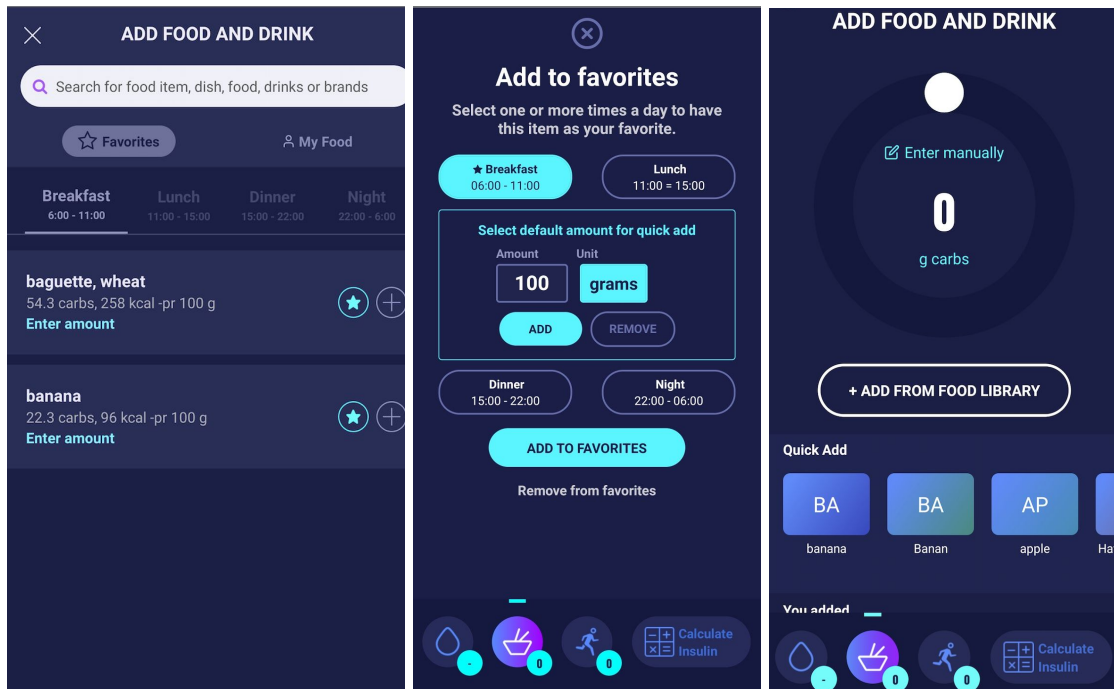 ADD FOOD AND DRINK
Search for food item, dish, food, drinks or brands
Favorites
My Food
Breakfast
6:00 - 11:00
Lunch
11:00 - 15:00
Dinner
15:00 - 22:00
Night
22:00 - 6:00
baguette, wheat
54.3 carbs, 258 kcal -pr 100 g
Enter amount
banana
22.3 carbs, 96 kcal -pr 100 g
Enter amount
Add to favorites
Select one or more times a day to have
this item as your favorite.
Breakfast
06:00 - 11:00
Lunch
11:00 = 15:00
Select default amount for quick add
Amount
Unit
100
grams
ADD
REMOVE
Dinner
15:00 - 22:00
Night
22:00 - 06:00
ADD TO FAVORITES
Remove from favorites
-
0
0
Calculate
Insulin
ADD FOOD AND DRINK
Enter manually
0
g carbs
+ ADD FROM FOOD LIBRARY
Quick Add
BA
banana
BA
Banan
AP
apple
Ha
You added
-
0
0
Calculate
Insulin